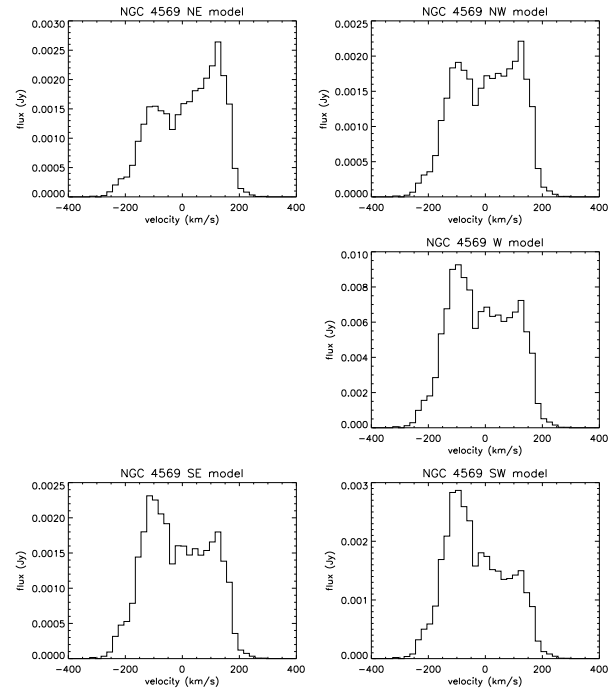 NGC 4569 NE model
0.0030
0.0025
0.0020
0.0015
0.0010
0.0005
0.0000
flux (Jy)
−400 −200 0 200 400
velocity (km/s)
NGC 4569 NW model
0.0025
0.0020
0.0015
0.0010
0.0005
0.0000
flux (Jy)
−400 −200 0 200 400
velocity (km/s)
NGC 4569 W model
0.010
0.008
0.006
0.004
0.002
0.000
flux (Jy)
−400 −200 0 200 400
velocity (km/s)
NGC 4569 SE model
0.0025
0.0020
0.0015
0.0010
0.0005
0.0000
flux (Jy)
−400 −200 0 200 400
velocity (km/s)
NGC 4569 SW model
0.003
0.002
0.001
0.000
flux (Jy)
−400 −200 0 200 400
velocity (km/s)